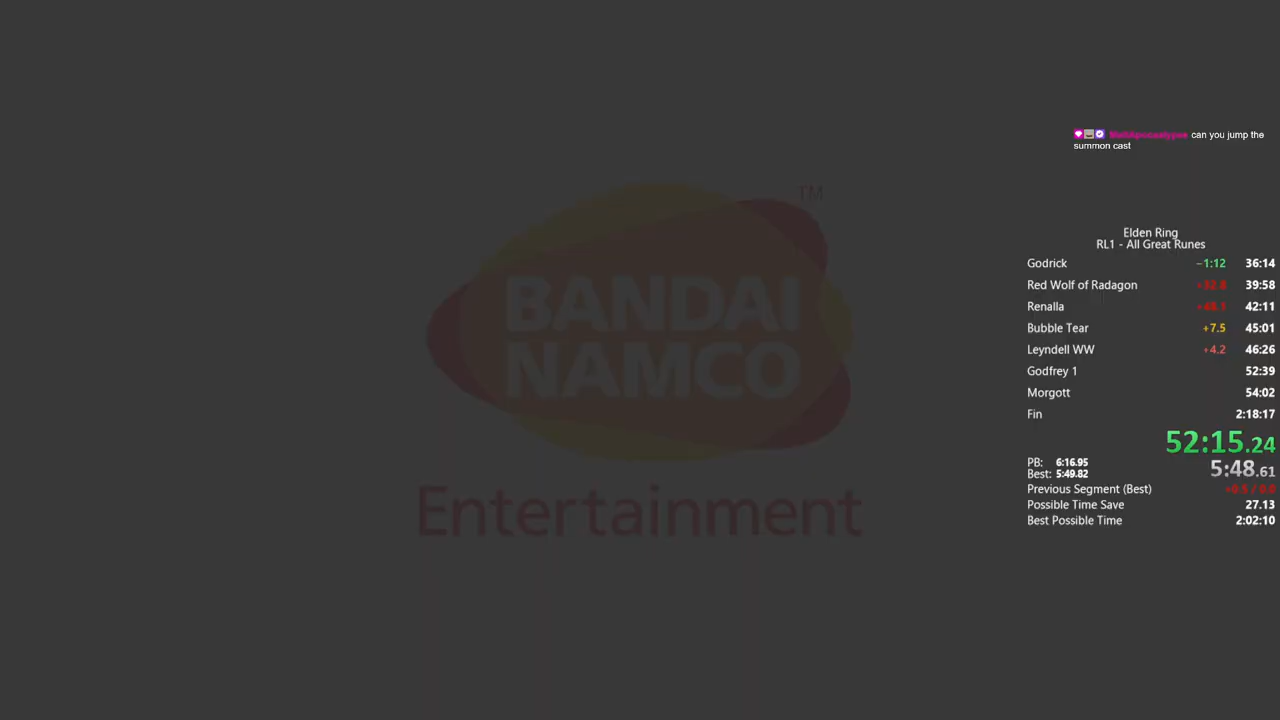 can you jump the
summon cast
TM
BANDAI
NAMCO
Entertainment
Elden Ring
RL1 - All Great Runes
Godrick −1:12 36:14
Red Wolf of Radagon +32.8 39:58
Renalla 42:11
Bubble Tear +7.5 45:01
Leyndell WW +4.2 46:26
Godfrey 1 52:39
Morgott 54:02
Fin 2:18:17
52:15.24
PB: 6:16.95
Best: 5:49.82
5:48.61
Previous Segment (Best)
Possible Time Save 27.13
Best Possible Time 2:02:10